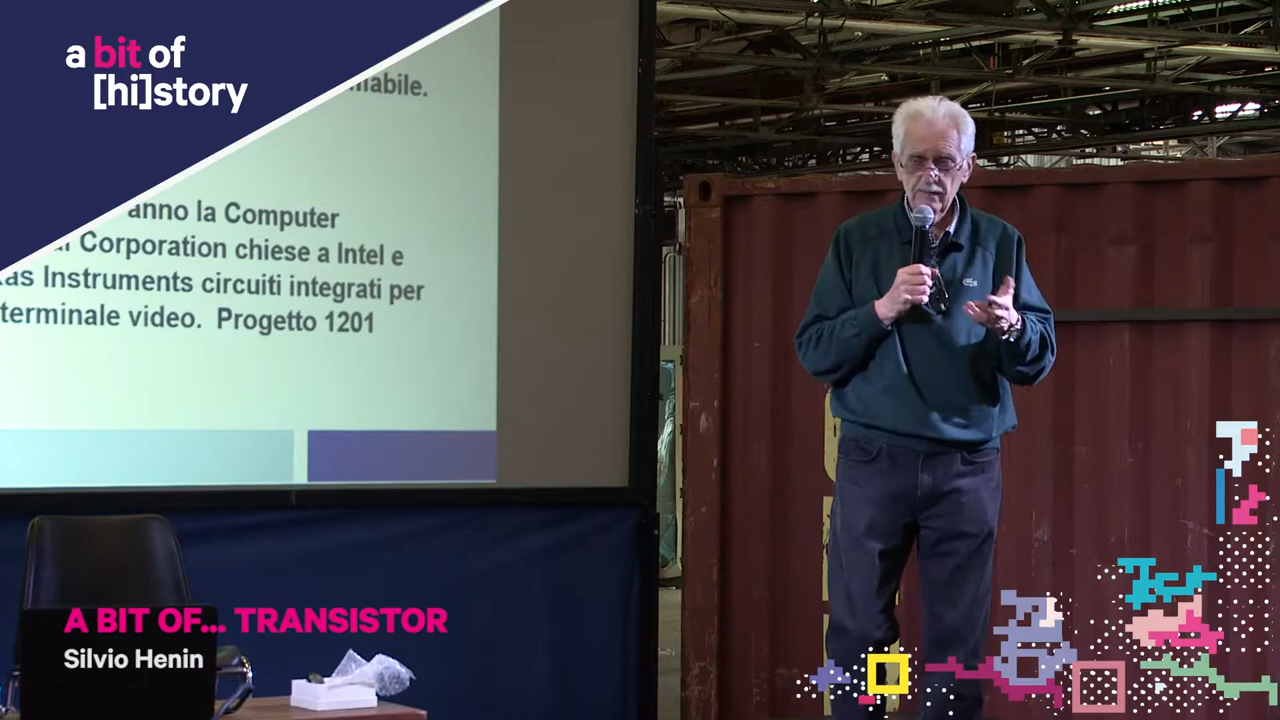 a bit of
[hi]story
anno la Computer
Corporation chiese a Intel e
Instruments circuiti integrati per
terminale video. Progetto 1201
A BIT OF... TRANSISTOR
Silvio Henin